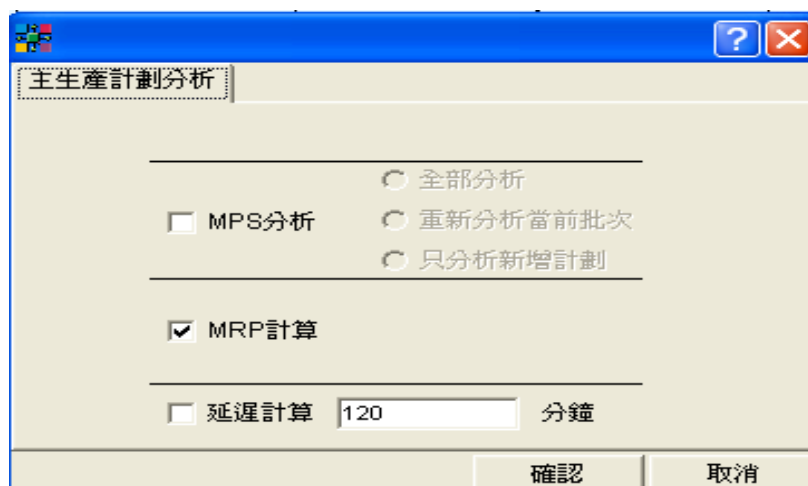 主生產計劃分析
全部分析
MPS分析 重新分析當前批次
只分析新增計劃
MRP計算
延遲計算 120 分鐘
確認 取消